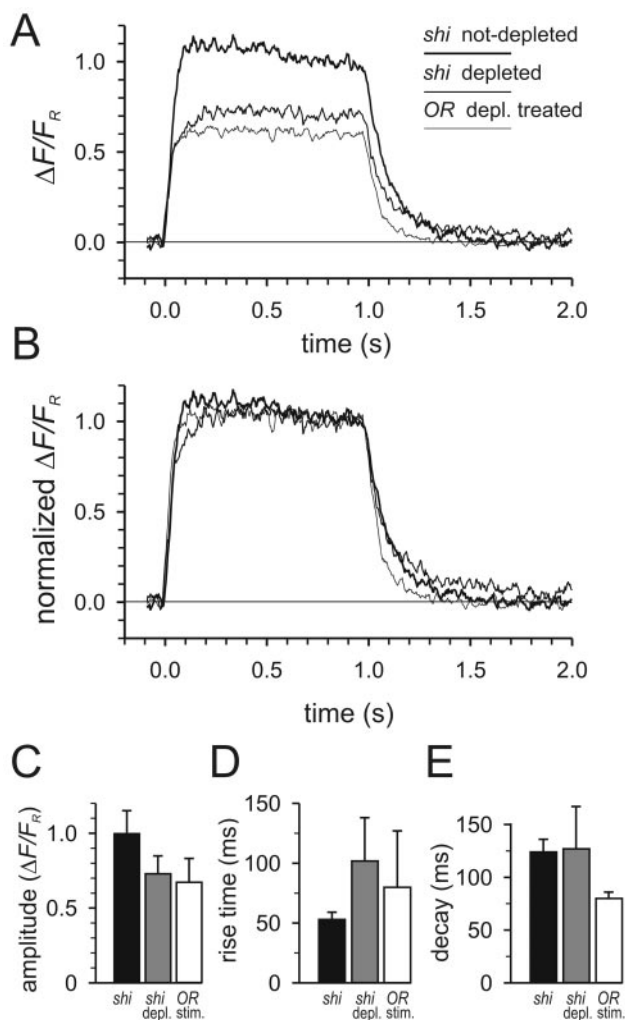 A
shi not-depleted
shi depleted
OR depl. treated
ΔF/FR
1.0
0.5
0.0
0.0 0.5 1.0 1.5 2.0
time (s)
B
normalized ΔF/FR
1.0
0.5
0.0
0.0 0.5 1.0 1.5 2.0
time (s)
C
amplitude (ΔF/FR)
1.0
0.5
0
shi shi OR
depl. stim.
D
rise time (ms)
150
100
50
0
shi shi OR
depl. stim.
E
decay (ms)
150
100
50
0
shi shi OR
depl. stim.